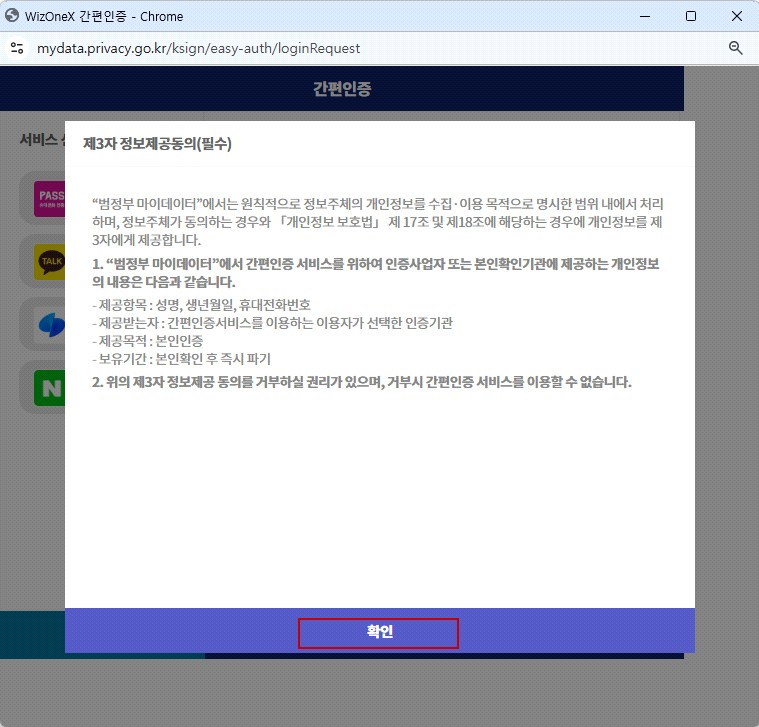 WizOneX 간편인증 - Chrome
mydata.privacy.go.kr/ksign/easy-auth/loginRequest
간편인증
서비스
제3자 정보제공동의(필수)
PASS
TALK
N
“범정부 마이데이터”에서는 원칙적으로 정보주체의 개인정보를 수집·이용 목적으로 명시한 범위 내에서 처리
하며, 정보주체가 동의하는 경우와 「개인정보 보호법」 제 17조 및 제18조에 해당하는 경우에 개인정보를 제
3자에게 제공합니다.
1. “범정부 마이데이터”에서 간편인증 서비스를 위하여 인증사업자 또는 본인확인기관에 제공하는 개인정보
의 내용은 다음과 같습니다.
- 제공항목 : 성명, 생년월일, 휴대전화번호
- 제공받는자 : 간편인증서비스를 이용하는 이용자가 선택한 인증기관
- 제공목적 : 본인인증
- 보유기간 : 본인확인 후 즉시 파기
2. 위의 제3자 정보제공 동의를 거부하실 권리가 있으며, 거부시 간편인증 서비스를 이용할 수 없습니다.
확인